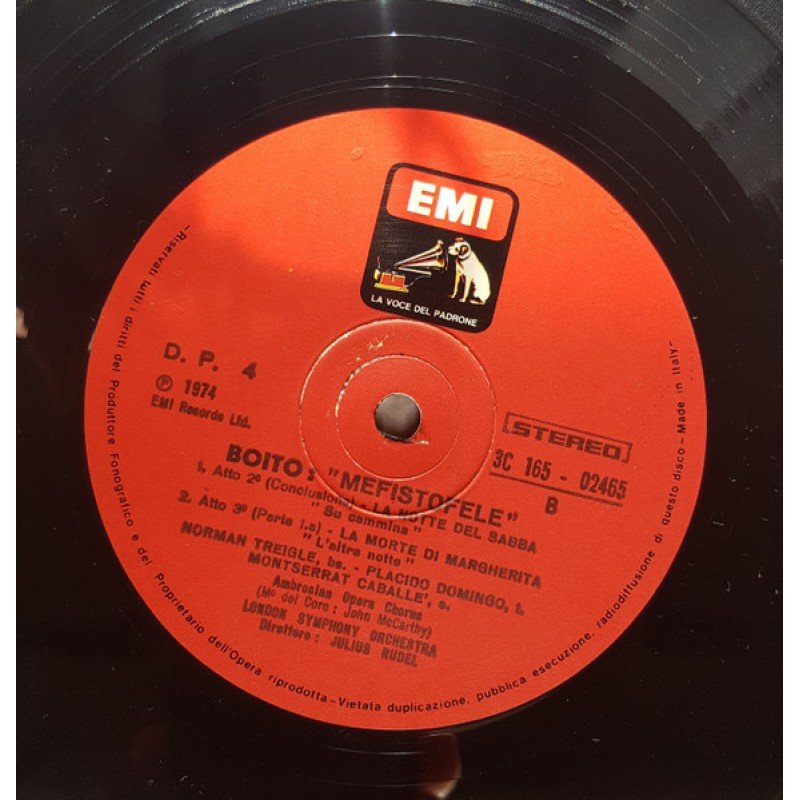 EMI
LA VOCE DEL PADRONE
D. P. 4
℗ 1974
EMI Records Ltd.
STEREO
3C 165 - 02465
B
BOITO: "MEFISTOFELE"
1. Atto 2º (Conclusione) - LA NOTTE DEL SABBA
"Su cammina"
2. Atto 3º (Parte I.a) - LA MORTE DI MARGHERITA
"L'altra notte"
NORMAN TREIGLE, bs. - PLACIDO DOMINGO, t.
MONTSERRAT CABALLE', s.
Ambrosian Opera Chorus
(Mº del Coro: John McCarthy)
LONDON SYMPHONY ORCHESTRA
Direttore: JULIUS RUDEL
-Riservati tutti i diritti del Produttore Fonografico e del Proprietario dell'Opera riprodotta-Vietata duplicazione, pubblica esecuzione, radiodiffusione di questo disco-Made in Italy-